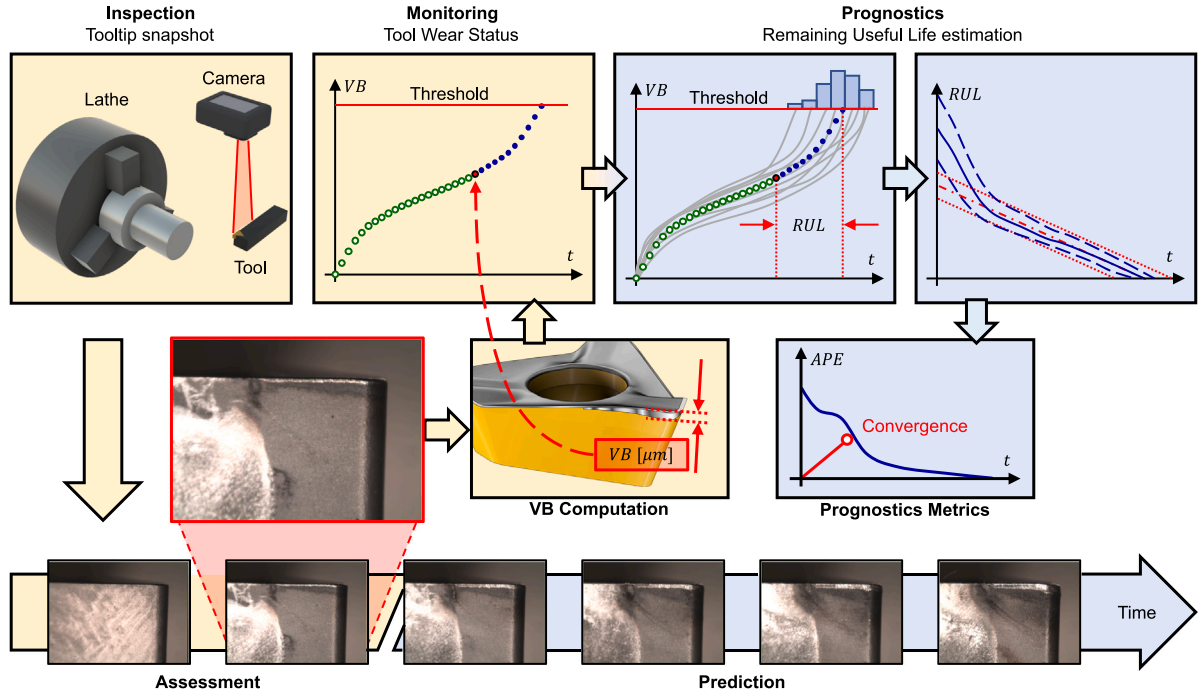 Inspection
Tooltip snapshot
Monitoring
Tool Wear Status
Prognostics
Remaining Useful Life estimation
Camera
Lathe
Tool
VB
Threshold
t
VB
Threshold
RUL
t
RUL
t
VB [μm]
VB Computation
APE
Convergence
t
Prognostics Metrics
Time
Assessment
Prediction